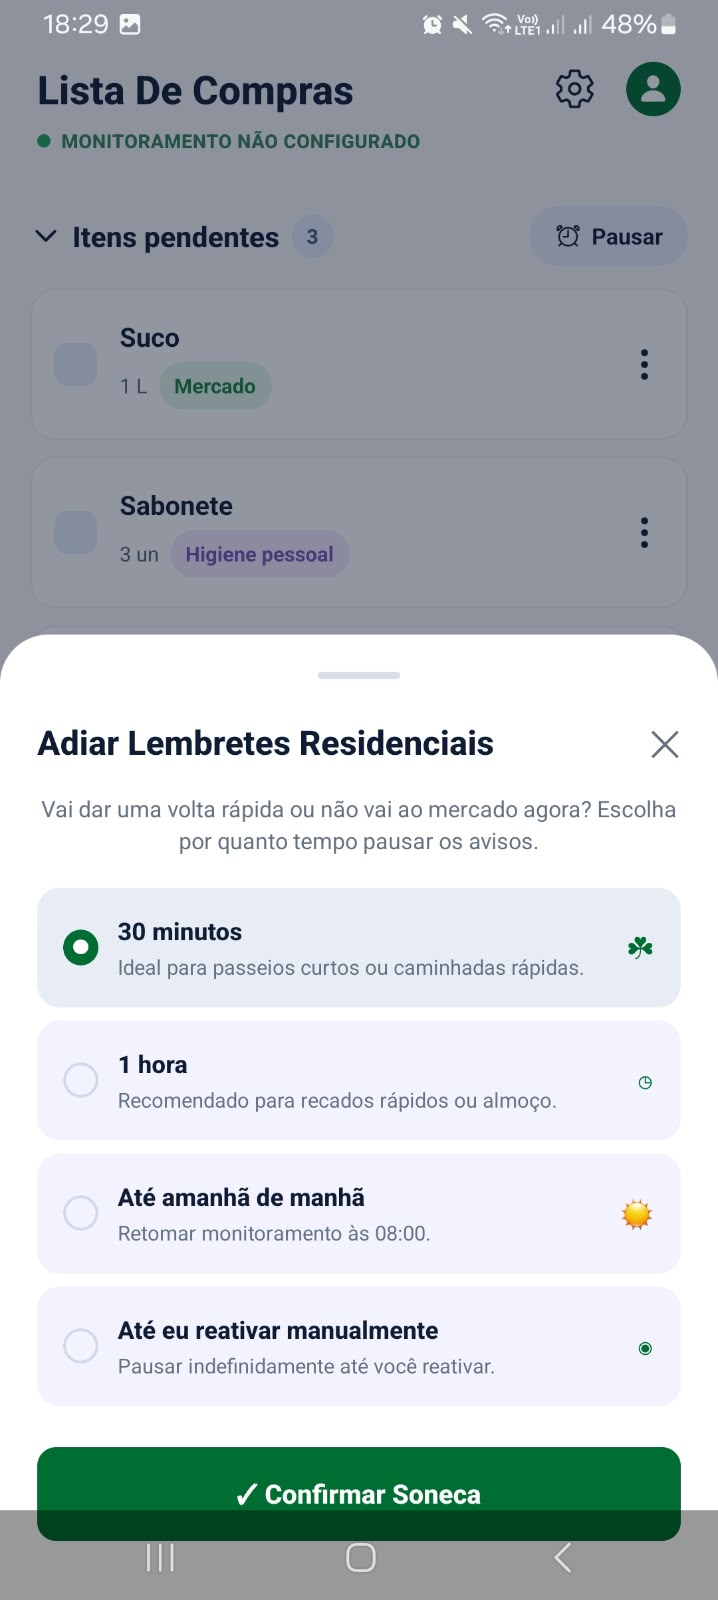 18:29
Vo)) LTE1 48%
Lista De Compras
MONITORAMENTO NÃO CONFIGURADO
Itens pendentes 3 Pausar
Suco
1 L Mercado
Sabonete
3 un Higiene pessoal
Adiar Lembretes Residenciais
Vai dar uma volta rápida ou não vai ao mercado agora? Escolha
por quanto tempo pausar os avisos.
30 minutos
Ideal para passeios curtos ou caminhadas rápidas.
1 hora
Recomendado para recados rápidos ou almoço.
Até amanhã de manhã
Retomar monitoramento às 08:00.
Até eu reativar manualmente
Pausar indefinidamente até você reativar.
✓ Confirmar Soneca